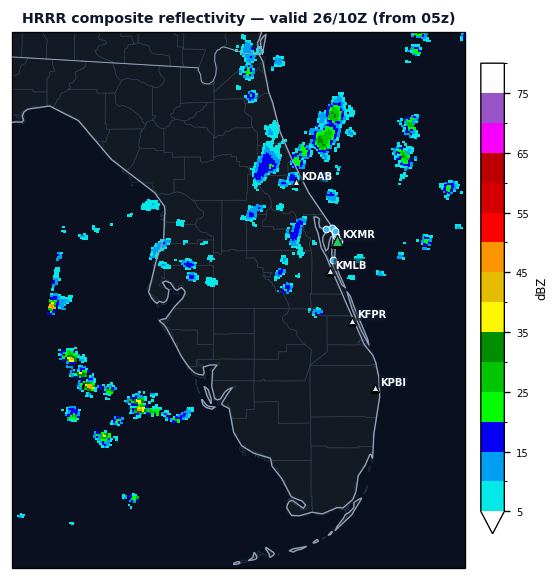 HRRR composite reflectivity — valid 26/10Z (from 05z)
KDAB
KXMR
KMLB
KFPR
KPBI
75
65
55
45
35
25
15
5
dBZ